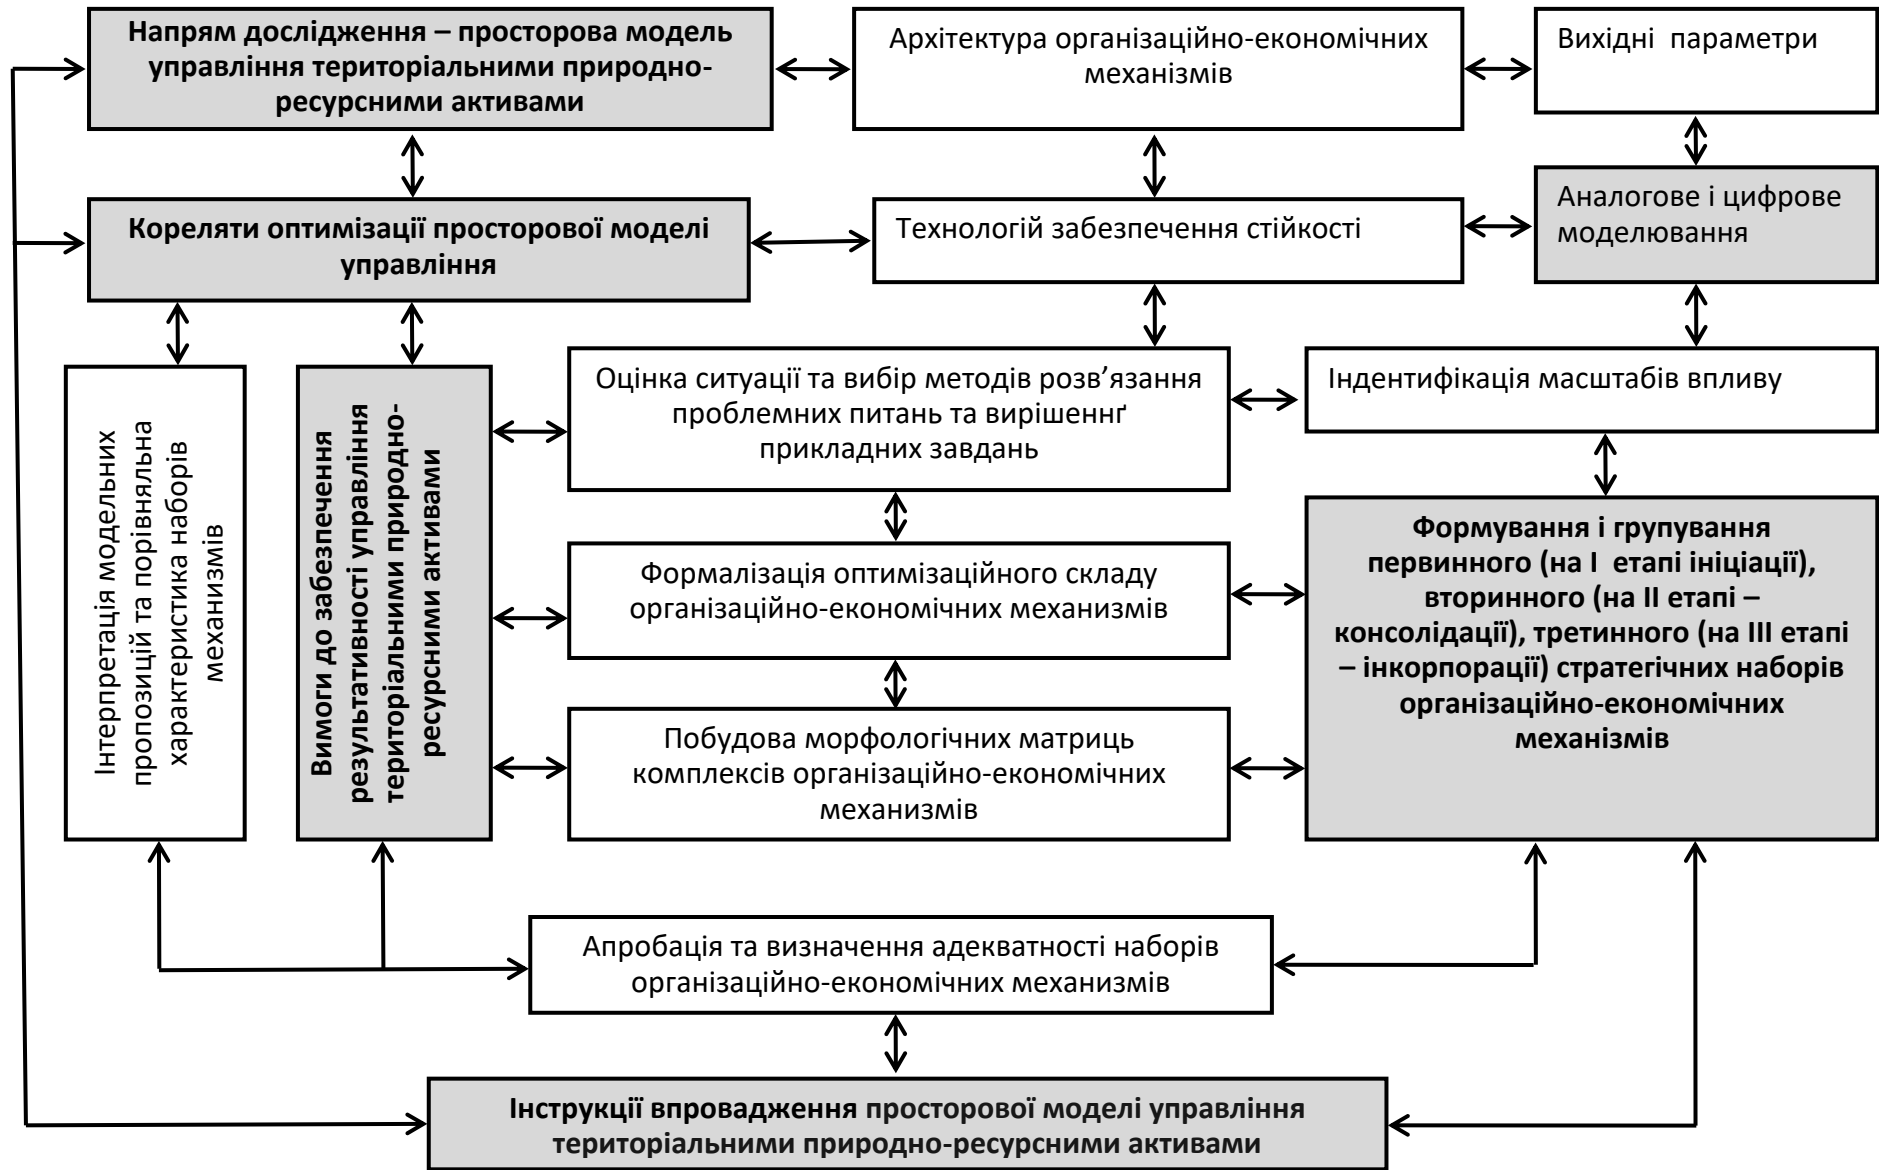 Напрям дослідження – просторова модель
управління територіальними природно-
ресурсними активами
Архітектура організаційно-економічних
механізмів
Вихідні параметри
Кореляти оптимізації просторової моделі
управління
Технологій забезпечення стійкості
Аналогове і цифрове
моделювання
Інтерпретація модельних
пропозицій та порівняльна
характеристика наборів
механізмів
Вимоги до забезпечення
результативності управління
територіальними природно-
ресурсними активами
Оцінка ситуації та вибір методів розв’язання
проблемних питань та вирішеннґ
прикладних завдань
Індентифікація масштабів впливу
Формалізація оптимізаційного складу
організаційно-економічних механізмів
Формування і групування
первинного (на І етапі ініціації),
вторинного (на ІІ етапі –
консолідації), третинного (на ІІІ етапі
– інкорпорації) стратегічних наборів
організаційно-економічних
механізмів
Побудова морфологічних матриць
комплексів організаційно-економічних
механізмів
Апробація та визначення адекватності наборів
організаційно-економічних механізмів
Інструкції впровадження просторової моделі управління
територіальними природно-ресурсними активами